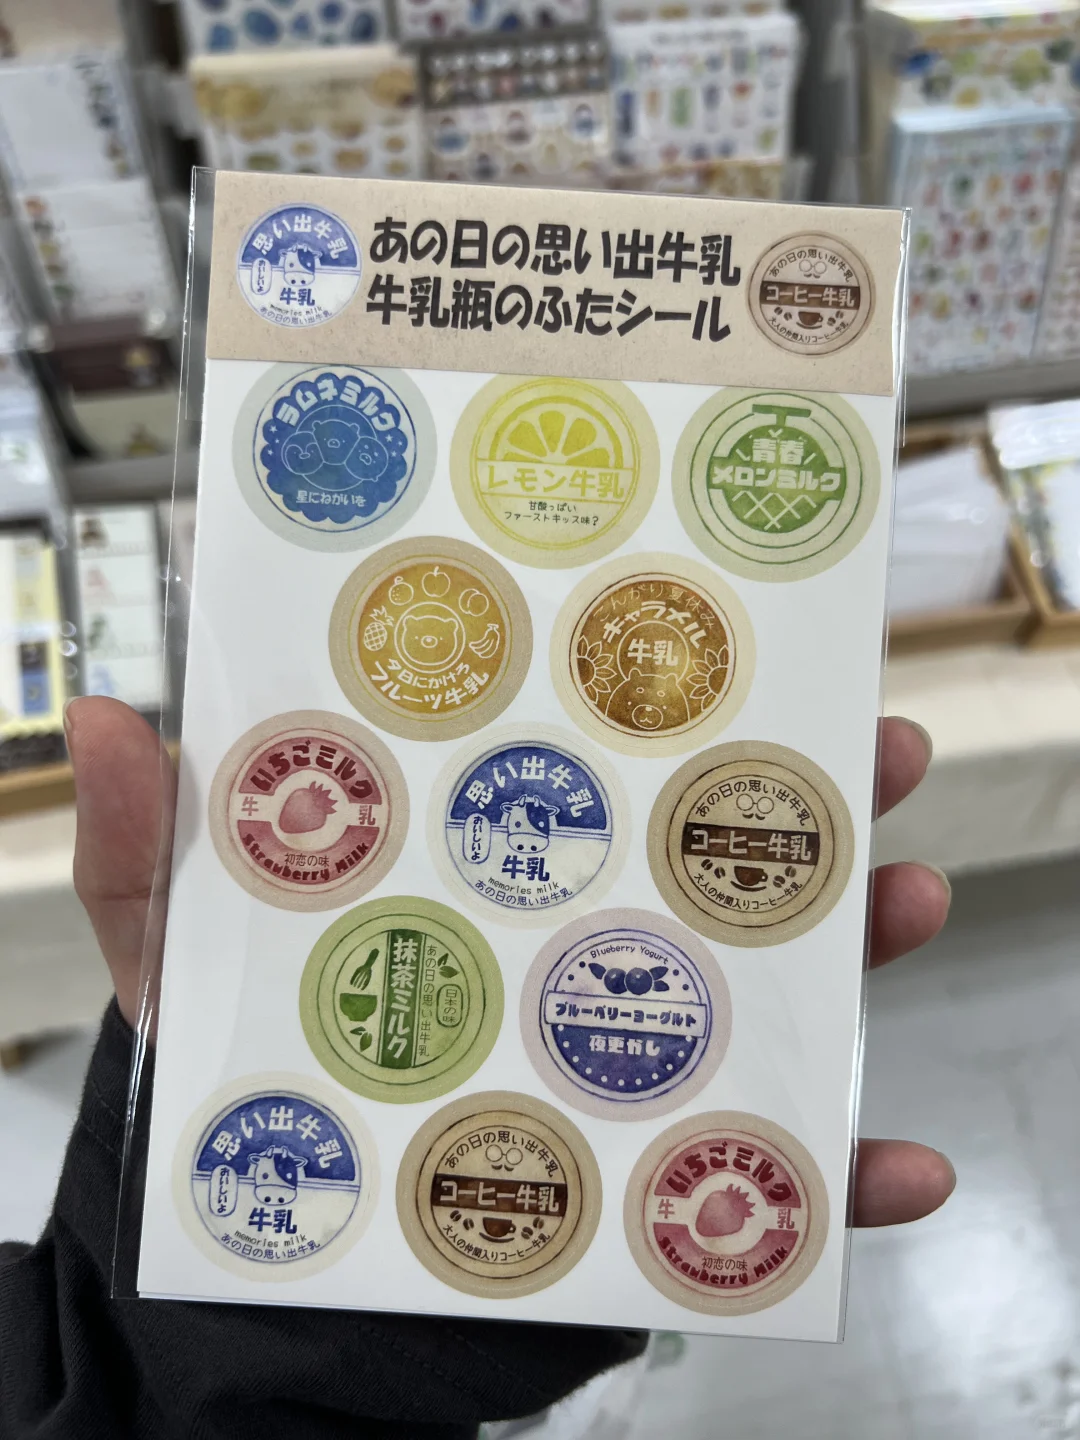 思い出牛乳
おいしいよ
牛乳
memories milk
あの日の思い出牛乳
あの日の思い出牛乳
牛乳瓶のふたシール
あの日の思い出牛乳
コーヒー牛乳
大人の仲間入りコーヒー牛乳
ヨムネミルク
星にねがいを
レモン牛乳
甘酸っぱい
ファーストキッス味?
青春
メロンミルク
夕日にかけろ
フルーツ牛乳
こんがり夏休み
キャラメル
牛乳
いちごミルク
牛 乳
初恋の味
Strawberry Milk
思い出牛乳
おいしいよ
牛乳
memories milk
あの日の思い出牛乳
あの日の思い出牛乳
コーヒー牛乳
大人の仲間入りコーヒー牛乳
抹茶ミルク
あの日の思い出牛乳
日本の味
Blueberry Yogurt
ブルーベリーヨーグルト
夜更かし
思い出牛乳
おいしいよ
牛乳
memories milk
あの日の思い出牛乳
あの日の思い出牛乳
コーヒー牛乳
大人の仲間入りコーヒー牛乳
いちごミルク
牛 乳
初恋の味
Strawberry Milk